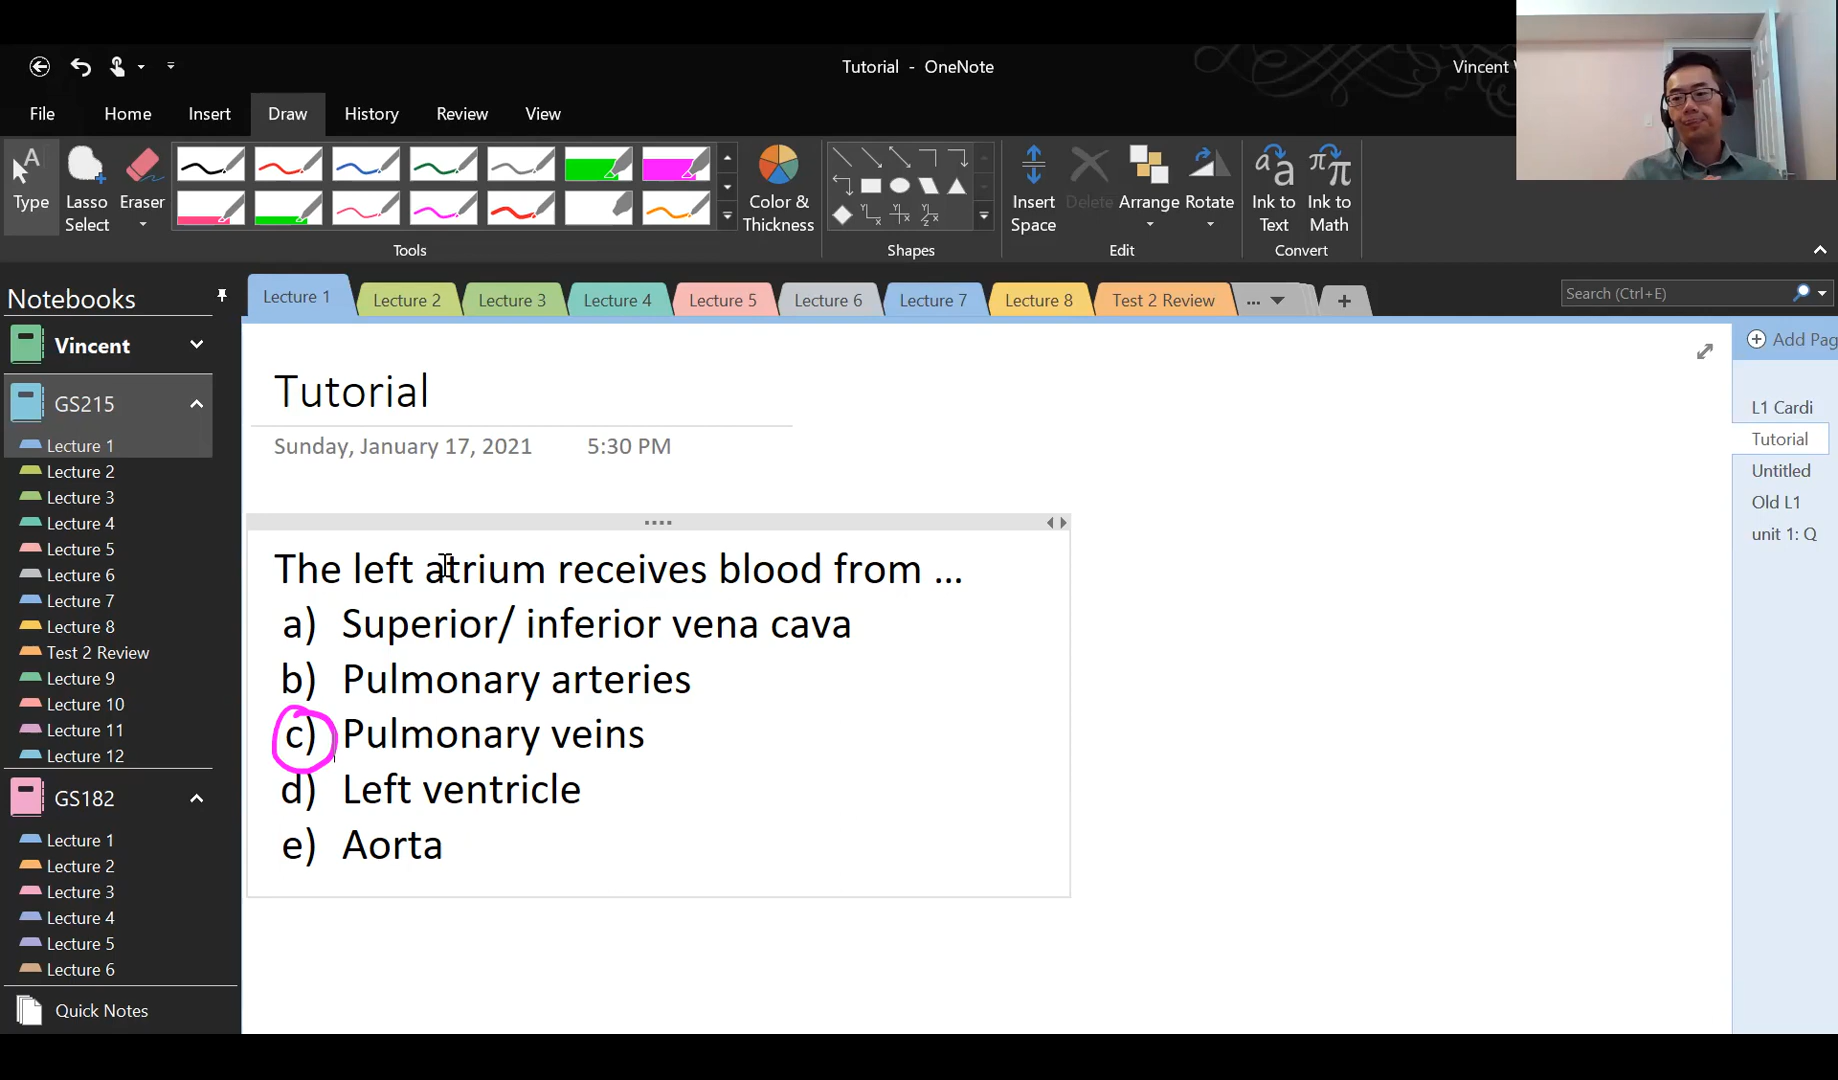 Tutorial - OneNote
Vincent
File Home Insert Draw History Review View
Type
Lasso Select
Eraser
Color & Thickness
Insert Space
Delete
Arrange
Rotate
Ink to Text
Ink to Math
Tools
Shapes
Edit
Convert
Notebooks
Lecture 1 Lecture 2 Lecture 3 Lecture 4 Lecture 5 Lecture 6 Lecture 7 Lecture 8 Test 2 Review ...
Search (Ctrl+E)
Vincent
GS215
Lecture 1
Lecture 2
Lecture 3
Lecture 4
Lecture 5
Lecture 6
Lecture 7
Lecture 8
Test 2 Review
Lecture 9
Lecture 10
Lecture 11
Lecture 12
GS182
Lecture 1
Lecture 2
Lecture 3
Lecture 4
Lecture 5
Lecture 6
Quick Notes
Tutorial
Sunday, January 17, 2021 5:30 PM
The left atrium receives blood from ...
a) Superior/ inferior vena cava
b) Pulmonary arteries
c) Pulmonary veins
d) Left ventricle
e) Aorta
Add Pag
L1 Cardi
Tutorial
Untitled
Old L1
unit 1: Q